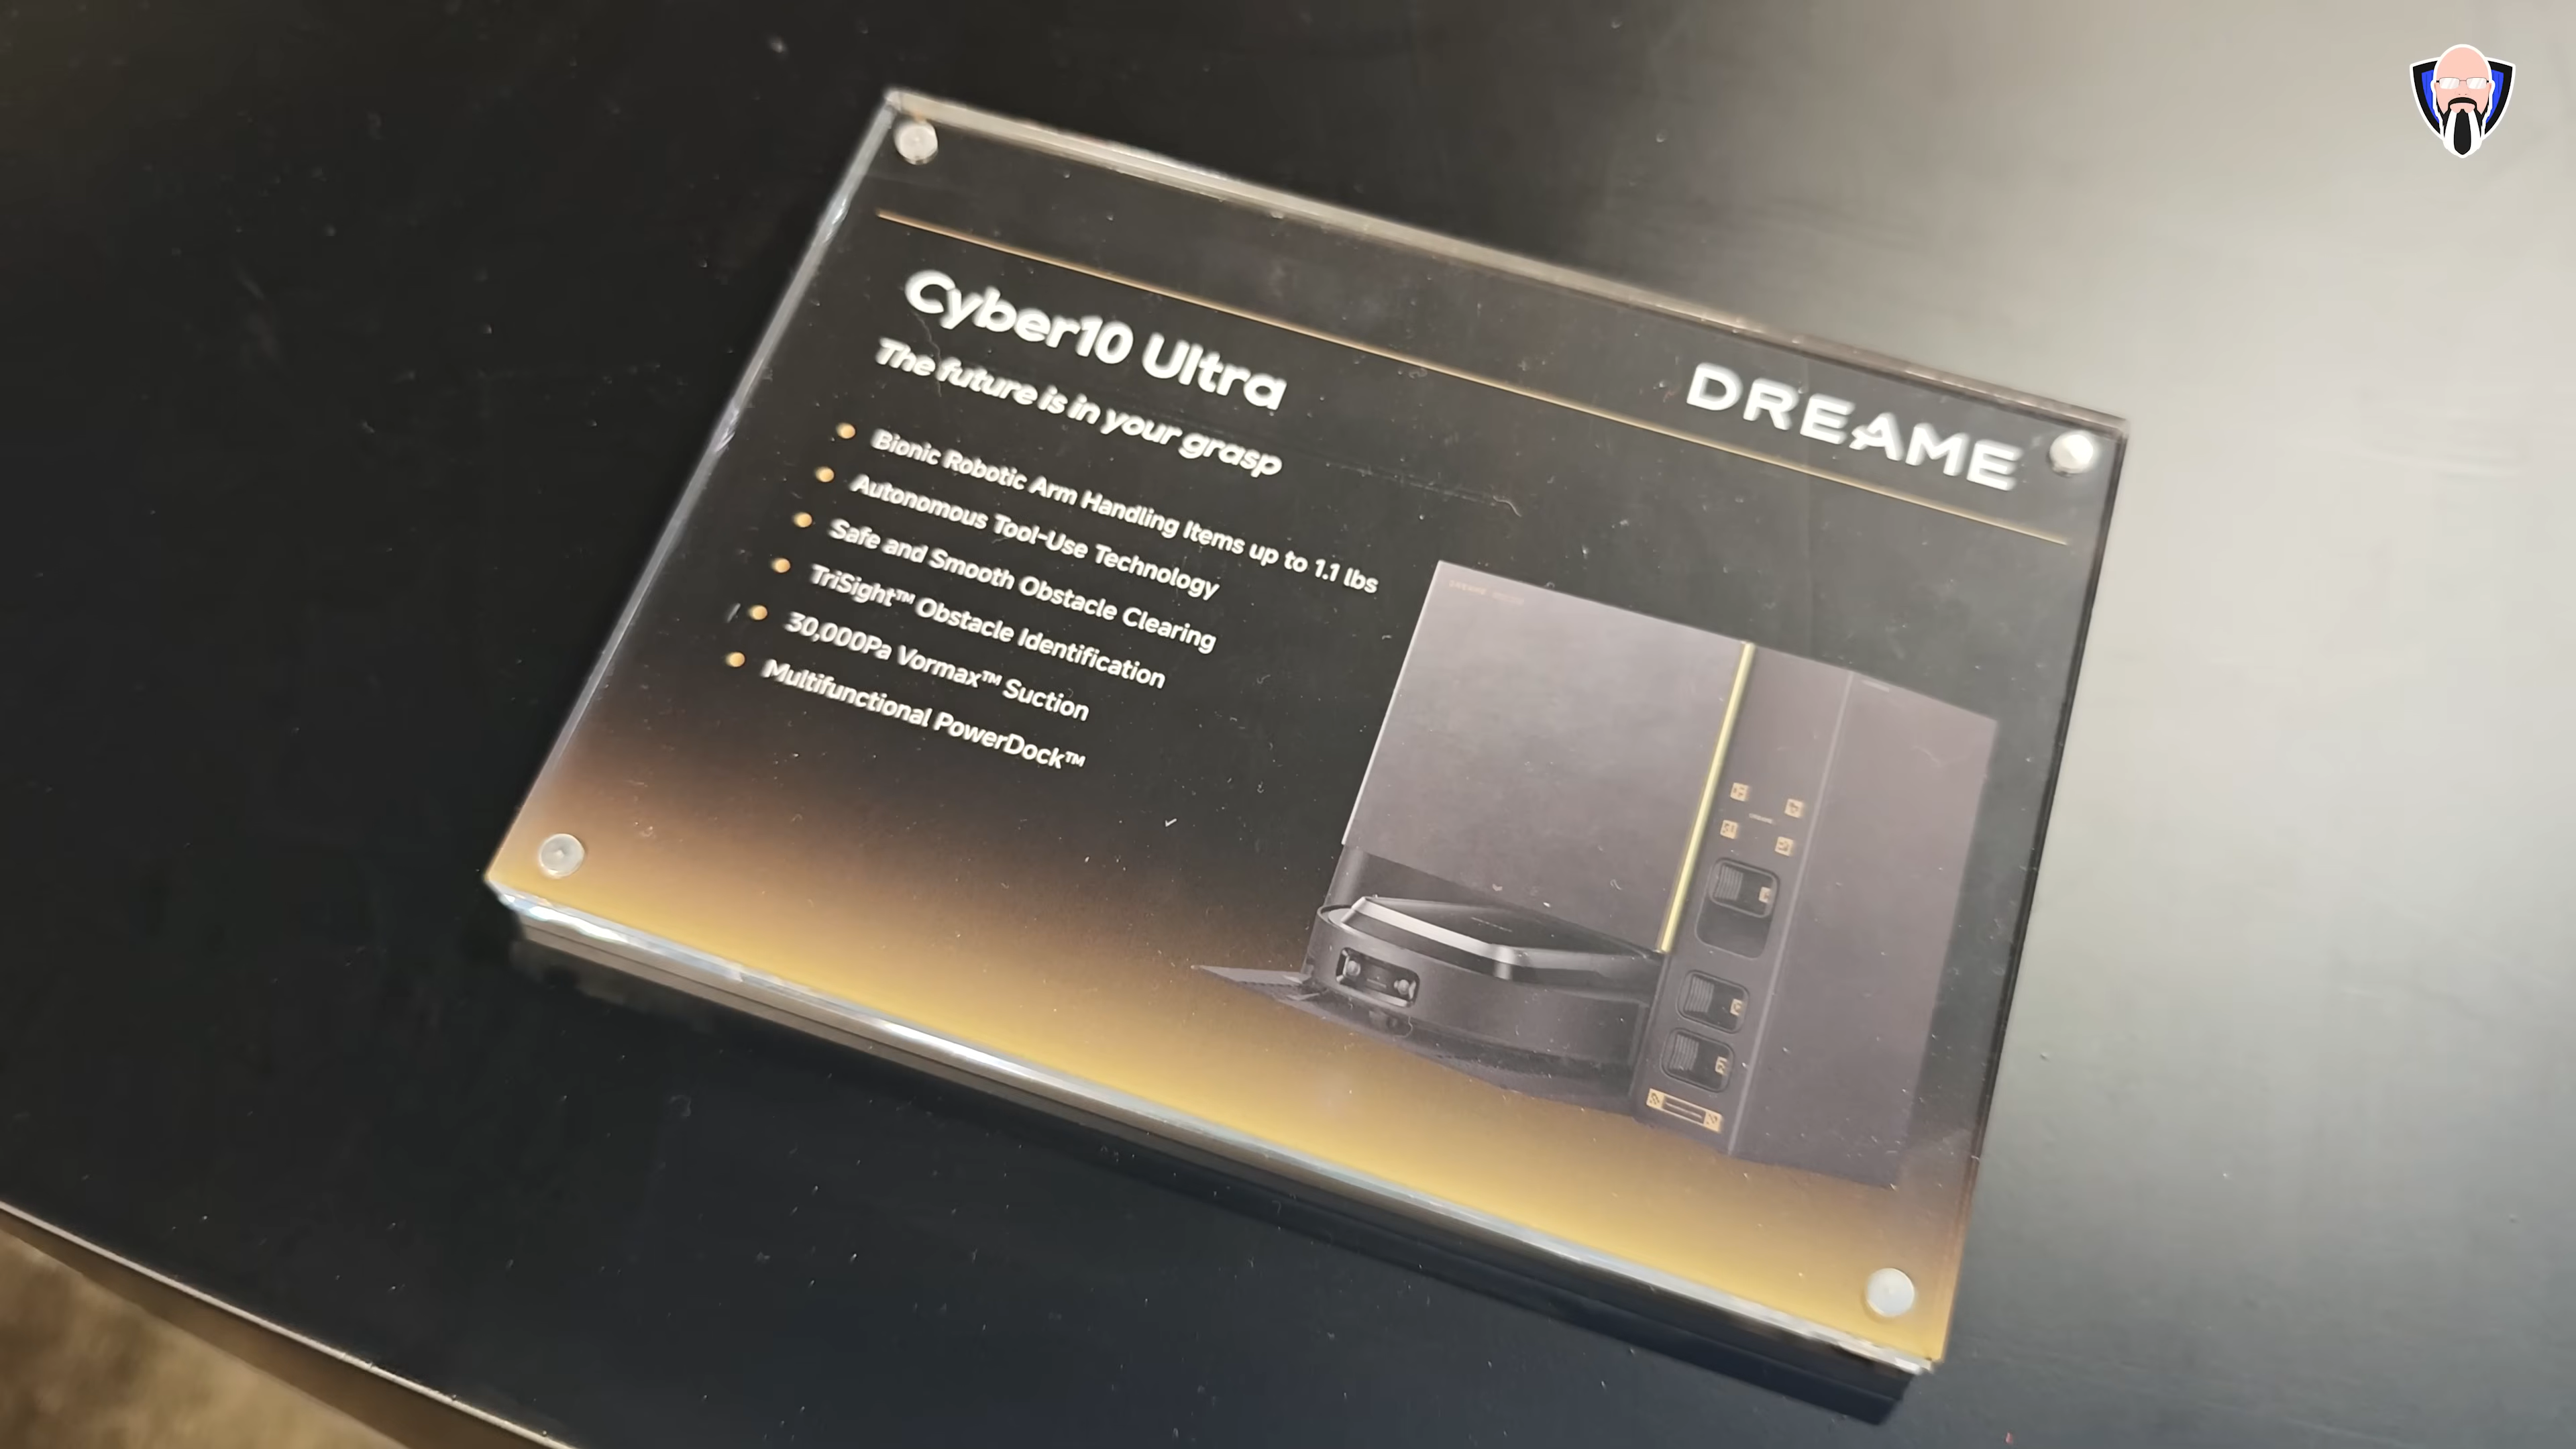 DREAME
Cyber10 Ultra
The future is in your grasp
Bionic Robotic Arm Handling Items up to 1.1 lbs
Autonomous Tool-Use Technology
Safe and Smooth Obstacle Clearing
TriSight™ Obstacle Identification
30,000Pa Vormax™ Suction
Multifunctional PowerDock™